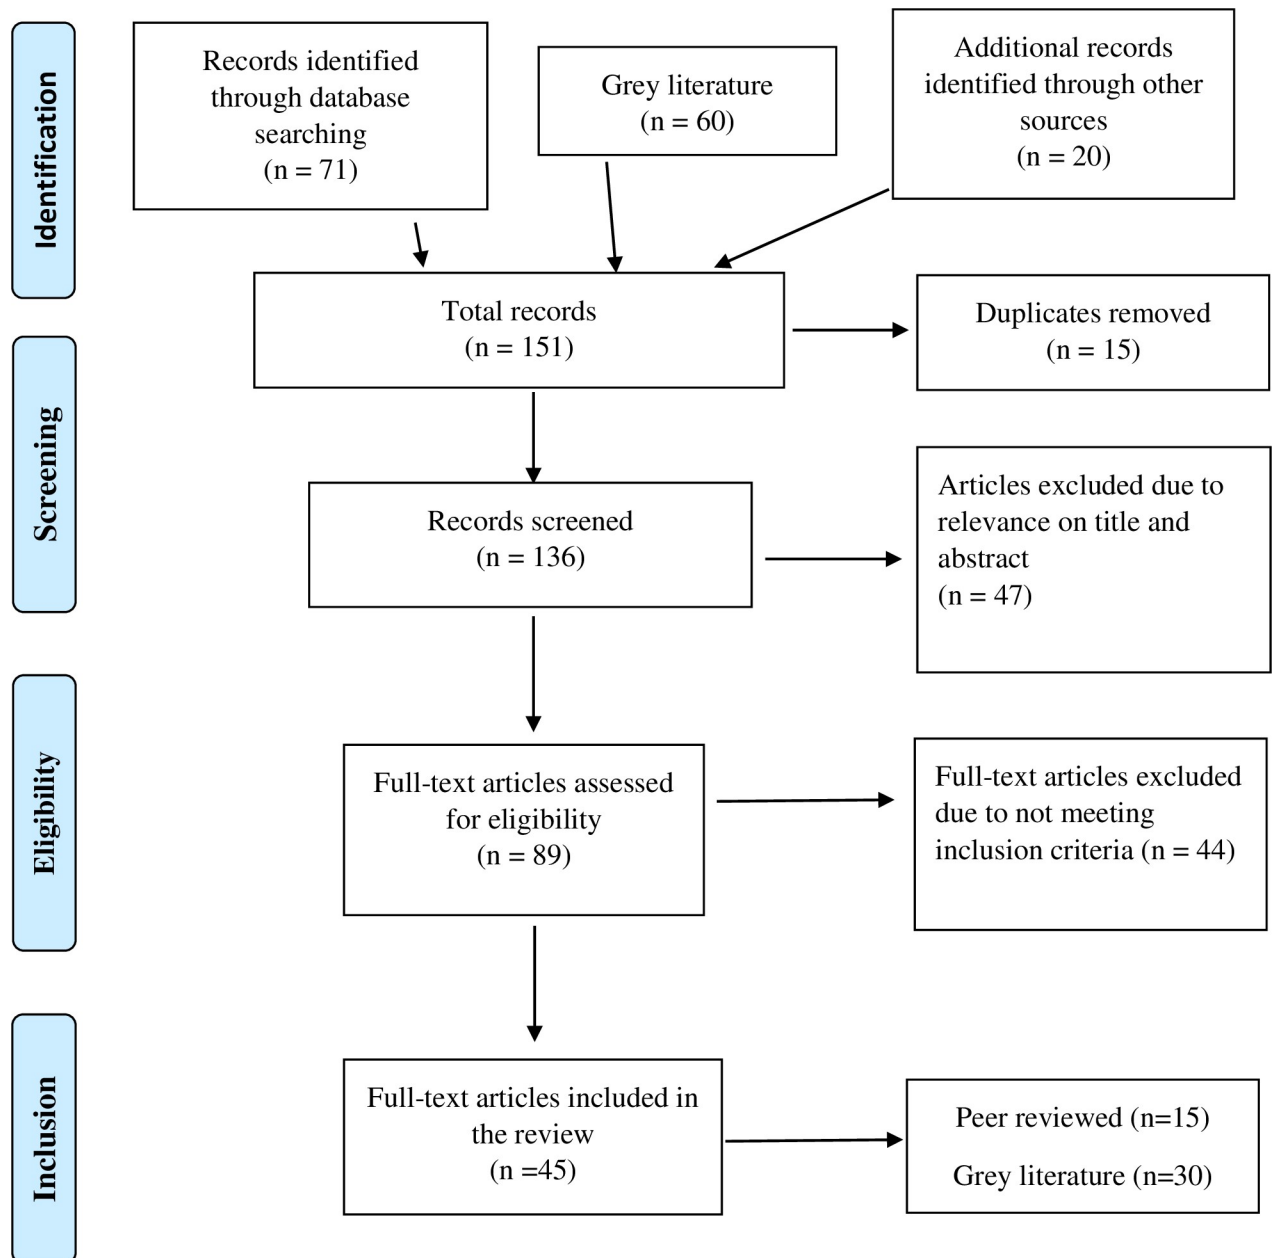 Identification
Records identified
through database
searching
(n = 71)
Grey literature
(n = 60)
Additional records
identified through other
sources
(n = 20)
Total records
(n = 151)
Duplicates removed
(n = 15)
Screening
Records screened
(n = 136)
Articles excluded due to
relevance on title and
abstract
(n = 47)
Eligibility
Full-text articles assessed
for eligibility
(n = 89)
Full-text articles excluded
due to not meeting
inclusion criteria (n = 44)
Inclusion
Full-text articles included in
the review
(n =45)
Peer reviewed (n=15)
Grey literature (n=30)